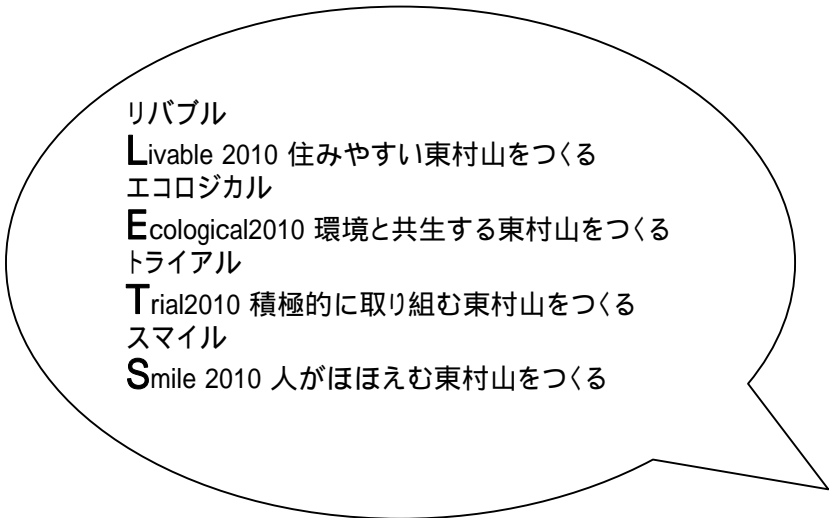 リバブル
Livable 2010 住みやすい東村山をつくる
エコロジカル
Ecological2010 環境と共生する東村山をつくる
トライアル
Trial2010 積極的に取り組む東村山をつくる
スマイル
Smile 2010 人がほほえむ東村山をつくる